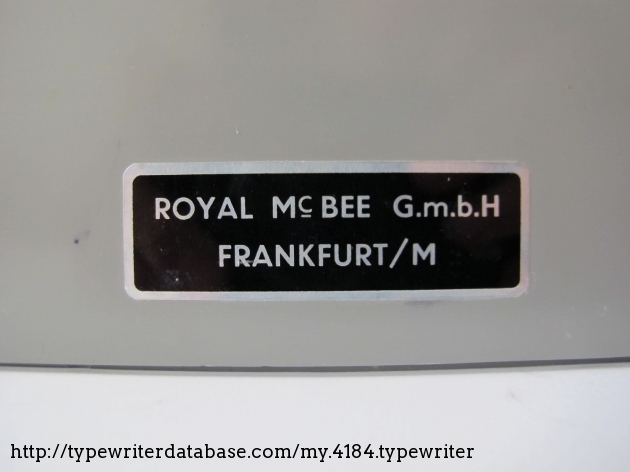 ROYAL McBEE G.m.b.H
FRANKFURT/M
http://typewriterdatabase.com/my.4184.typewriter